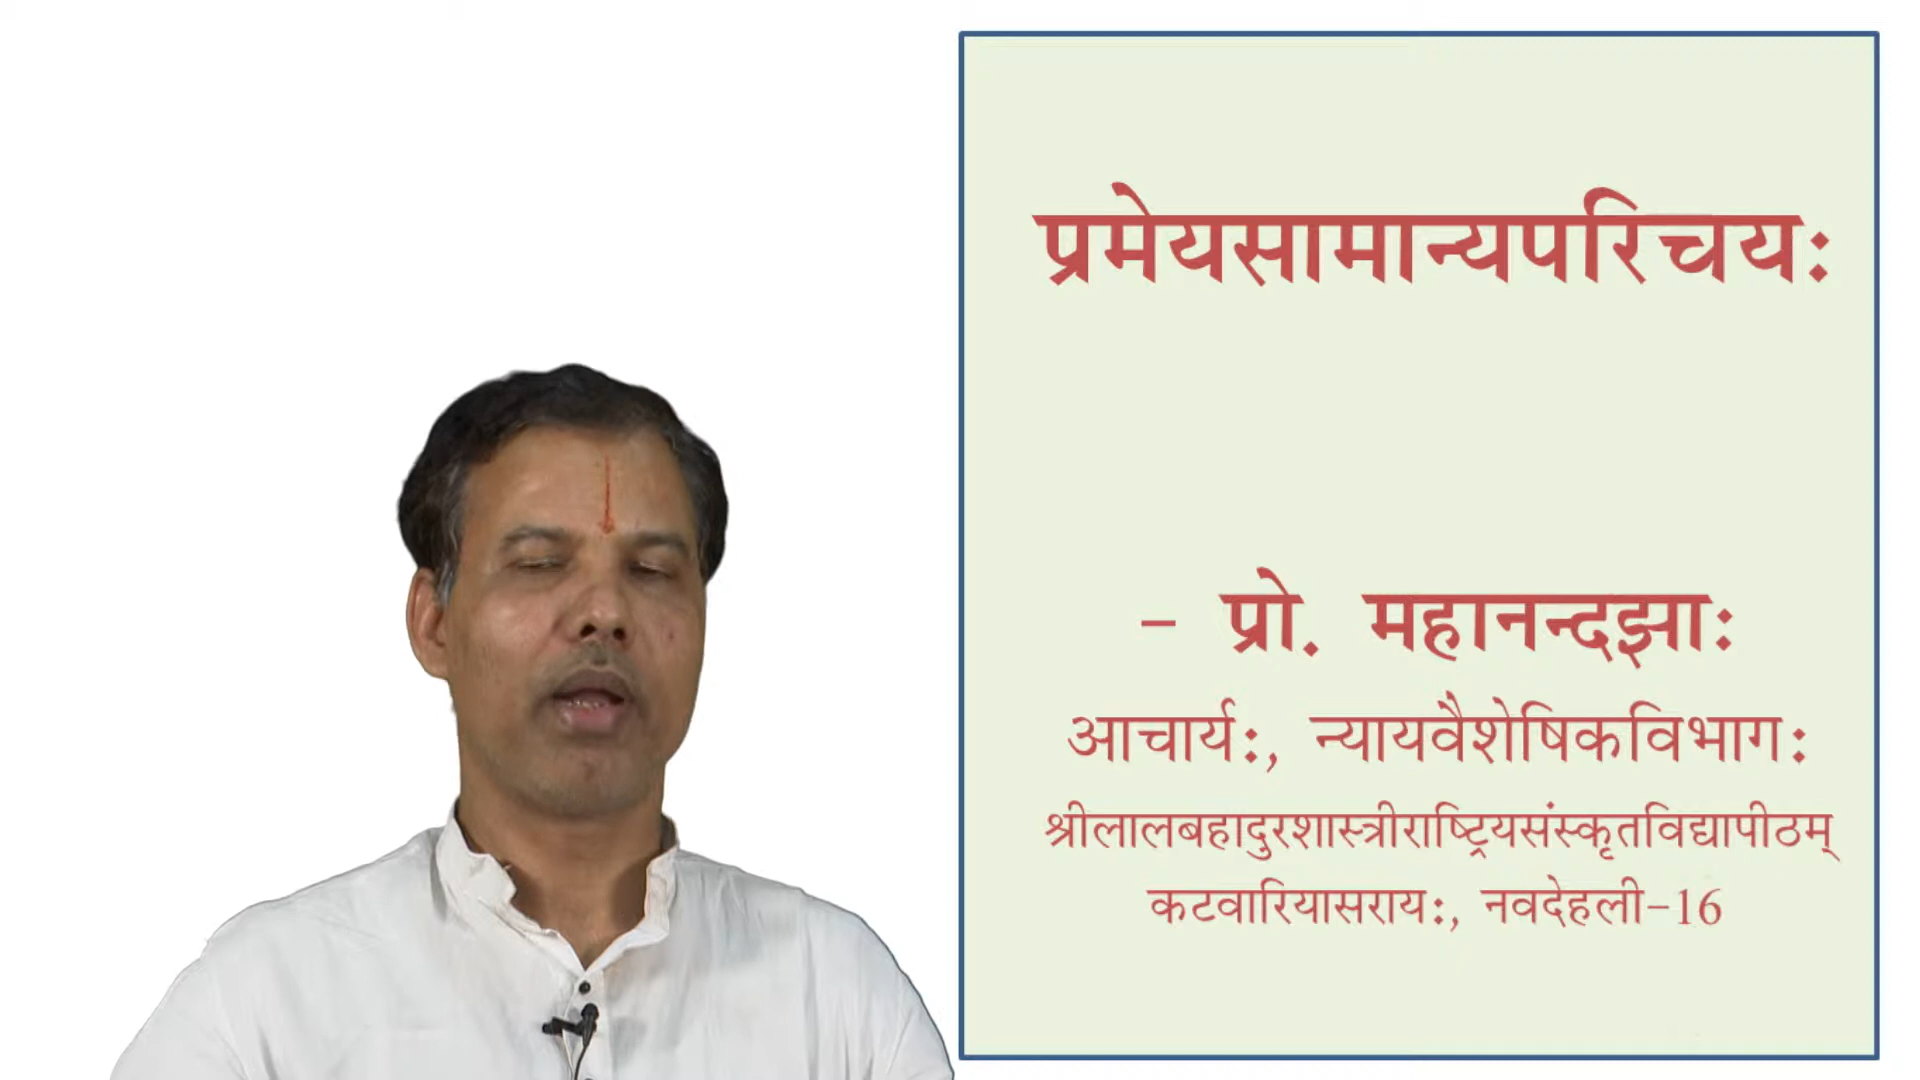 प्रमेयसामान्यपरिचयः
- प्रो. महानन्दझाः
आचार्यः, न्यायवैशेषिकविभागः
श्रीलालबहादुरशास्त्रीराष्ट्रियसंस्कृतविद्यापीठम्
कटवारियासरायः, नवदेहली-16